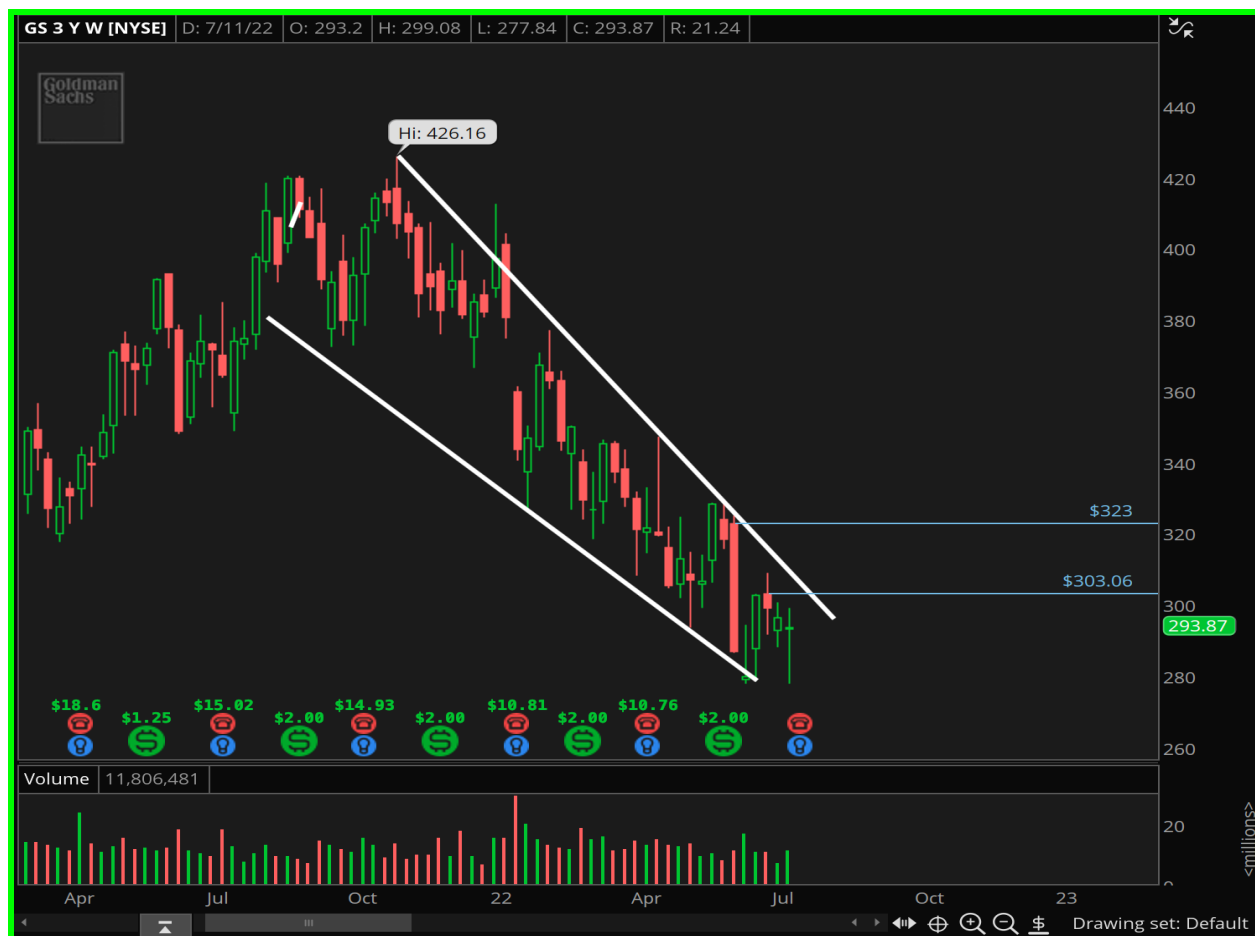 GS 3 Y W [NYSE] D: 7/11/22 O: 293.2 H: 299.08 L: 277.84 C: 293.87 R: 21.24
Goldman
Sachs
Hi: 426.16
440
420
400
380
360
340
$323
320
$303.06
300
293.87
280
260
$18.6 $1.25 $15.02 $2.00 $14.93 $2.00 $10.81 $2.00 $10.76 $2.00
Volume 11,806,481
20
0
<millions>
Apr Jul Oct 22 Apr Jul Oct 23
$ Drawing set: Default